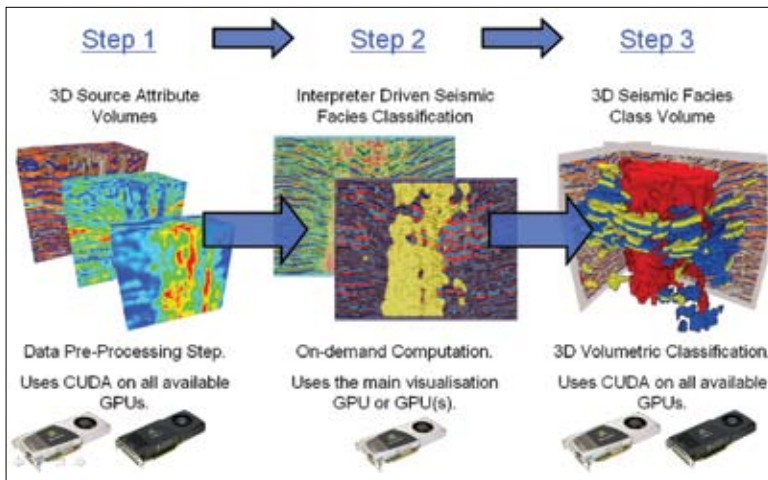 Step 1
Step 2
Step 3
3D Source Attribute
Volumes
Interpreter Driven Seismic
Facies Classification
3D Seismic Facies
Class Volume
Data Pre-Processing Step.
On-demand Computation.
3D Volumetric Classification.
Uses CUDA on all available
GPUs.
Uses the main visualisation
GPU or GPU(s).
Uses CUDA on all available
GPUs.